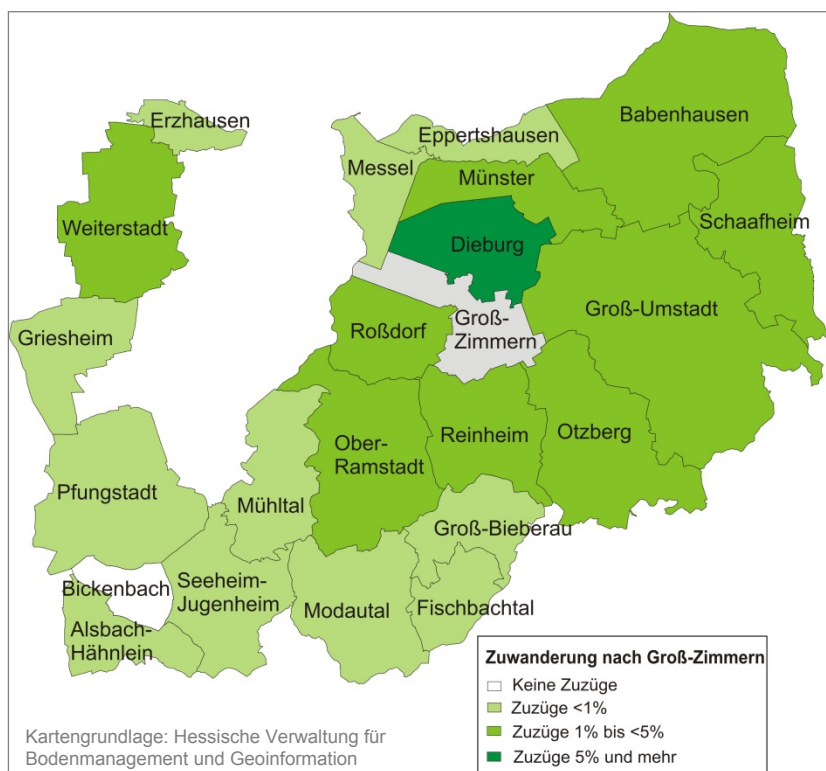 Erzhausen
Babenhausen
Eppertshausen
Messel
Münster
Schaafheim
Weiterstadt
Dieburg
Groß-Umstadt
Griesheim
Roßdorf
Groß-
Zimmern
Ober-
Ramstadt
Reinheim
Otzberg
Pfungstadt
Mühltal
Groß-Bieberau
Bickenbach
Seeheim-
Jugenheim
Modautal
Fischbachtal
Alsbach-
Hähnlein
Zuwanderung nach Groß-Zimmern
Keine Zuzüge
Zuzüge <1%
Zuzüge 1% bis <5%
Zuzüge 5% und mehr
Kartengrundlage: Hessische Verwaltung für
Bodenmanagement und Geoinformation